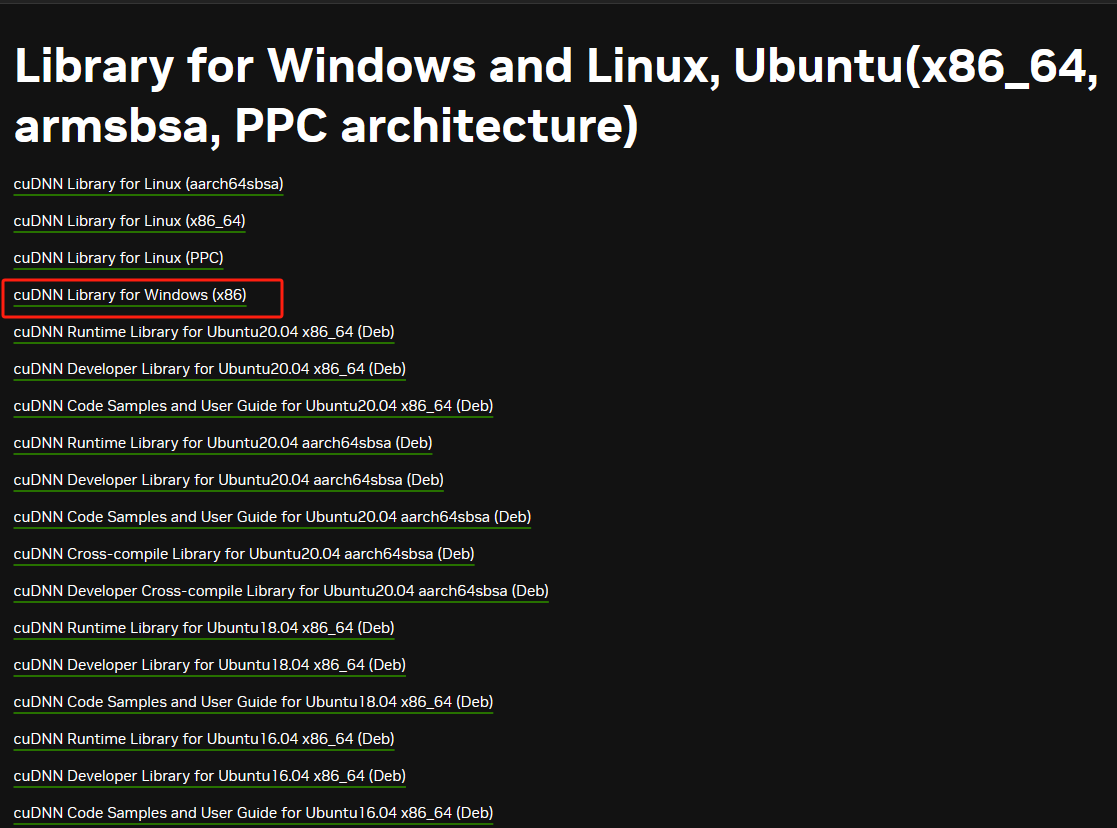 Library for Windows and Linux, Ubuntu(x86_64,
armsbsa, PPC architecture)
cuDNN Library for Linux (aarch64sbsa)
cuDNN Library for Linux (x86_64)
cuDNN Library for Linux (PPC)
cuDNN Library for Windows (x86)
cuDNN Runtime Library for Ubuntu20.04 x86_64 (Deb)
cuDNN Developer Library for Ubuntu20.04 x86_64 (Deb)
cuDNN Code Samples and User Guide for Ubuntu20.04 x86_64 (Deb)
cuDNN Runtime Library for Ubuntu20.04 aarch64sbsa (Deb)
cuDNN Developer Library for Ubuntu20.04 aarch64sbsa (Deb)
cuDNN Code Samples and User Guide for Ubuntu20.04 aarch64sbsa (Deb)
cuDNN Cross-compile Library for Ubuntu20.04 aarch64sbsa (Deb)
cuDNN Developer Cross-compile Library for Ubuntu20.04 aarch64sbsa (Deb)
cuDNN Runtime Library for Ubuntu18.04 x86_64 (Deb)
cuDNN Developer Library for Ubuntu18.04 x86_64 (Deb)
cuDNN Code Samples and User Guide for Ubuntu18.04 x86_64 (Deb)
cuDNN Runtime Library for Ubuntu16.04 x86_64 (Deb)
cuDNN Developer Library for Ubuntu16.04 x86_64 (Deb)
cuDNN Code Samples and User Guide for Ubuntu16.04 x86_64 (Deb)